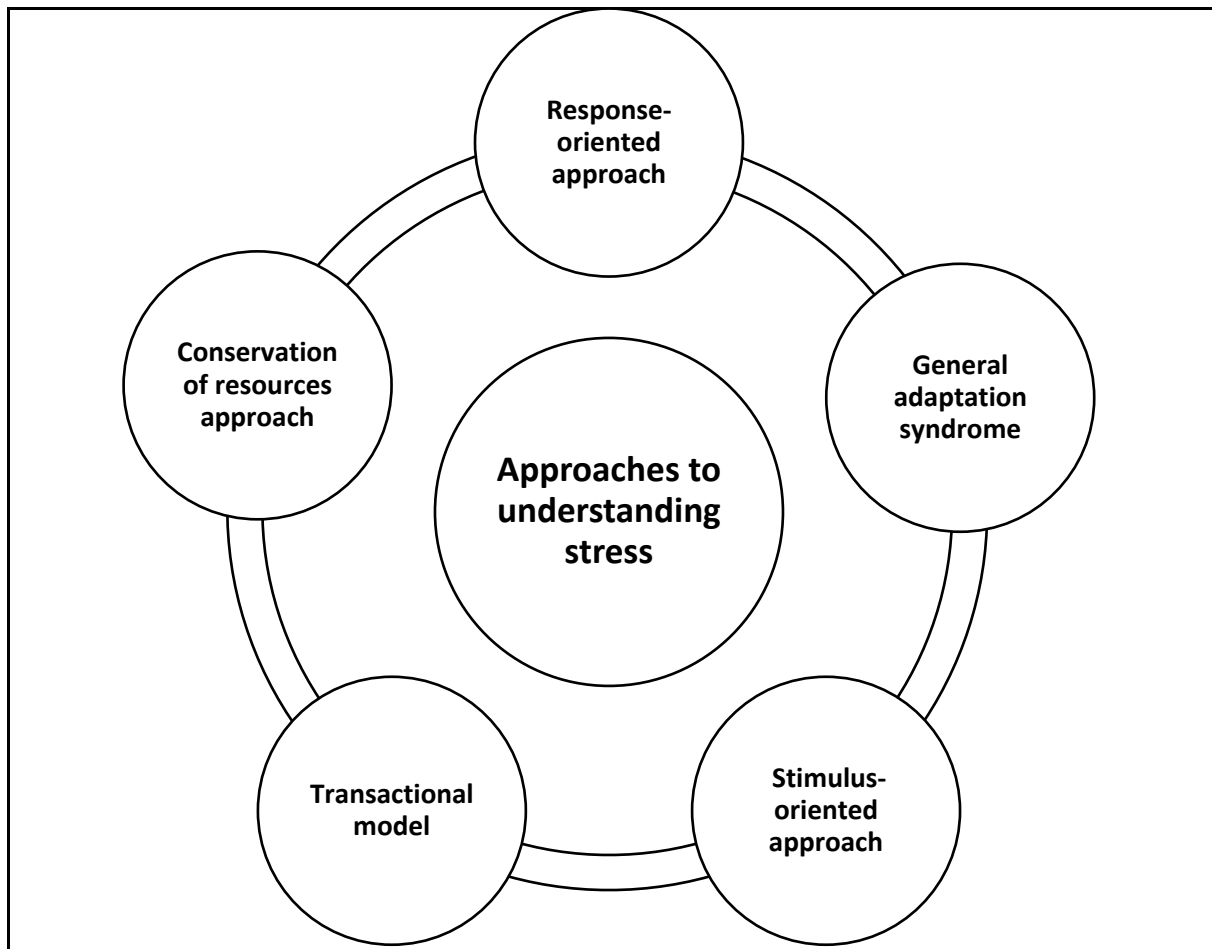 Response-
oriented
approach
General
adaptation
syndrome
Stimulus-
oriented
approach
Transactional
model
Conservation
of resources
approach
Approaches to
understanding
stress